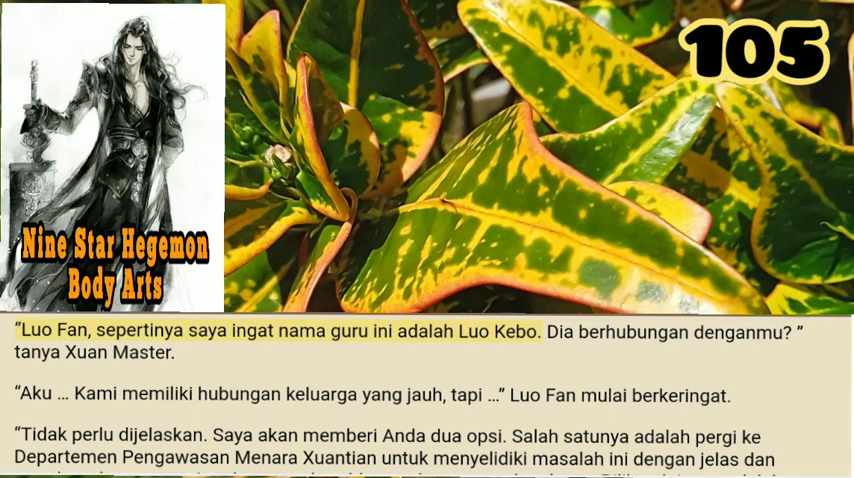 105
Nine Star Hegemon
Body Arts
“Luo Fan, sepertinya saya ingat nama guru ini adalah Luo Kebo. Dia berhubungan denganmu? ”
tanya Xuan Master.
“Aku ... Kami memiliki hubungan keluarga yang jauh, tapi ...” Luo Fan mulai berkeringat.
“Tidak perlu dijelaskan. Saya akan memberi Anda dua opsi. Salah satunya adalah pergi ke
Departemen Pengawasan Menara Xuantian untuk menyelidiki masalah ini dengan jelas dan